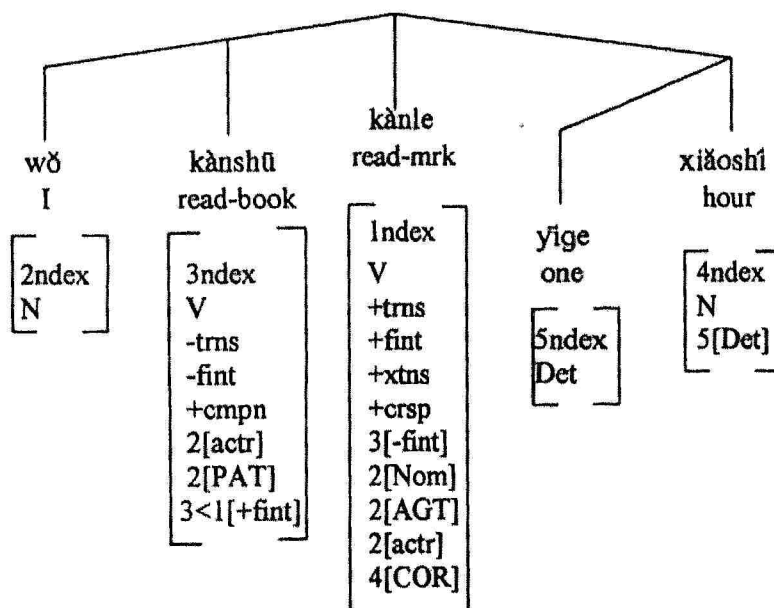 wǒ
I
2ndex
N
kànshū
read-book
3ndex
V
-trns
-fint
+cmpn
2[actr]
2[PAT]
3<1[+fint]
kànle
read-mrk
1ndex
V
+trns
+fint
+xtns
+crsp
3[-fint]
2[Nom]
2[AGT]
2[actr]
4[COR]
yīge
one
5ndex
Det
xiǎoshí
hour
4ndex
N
5[Det]